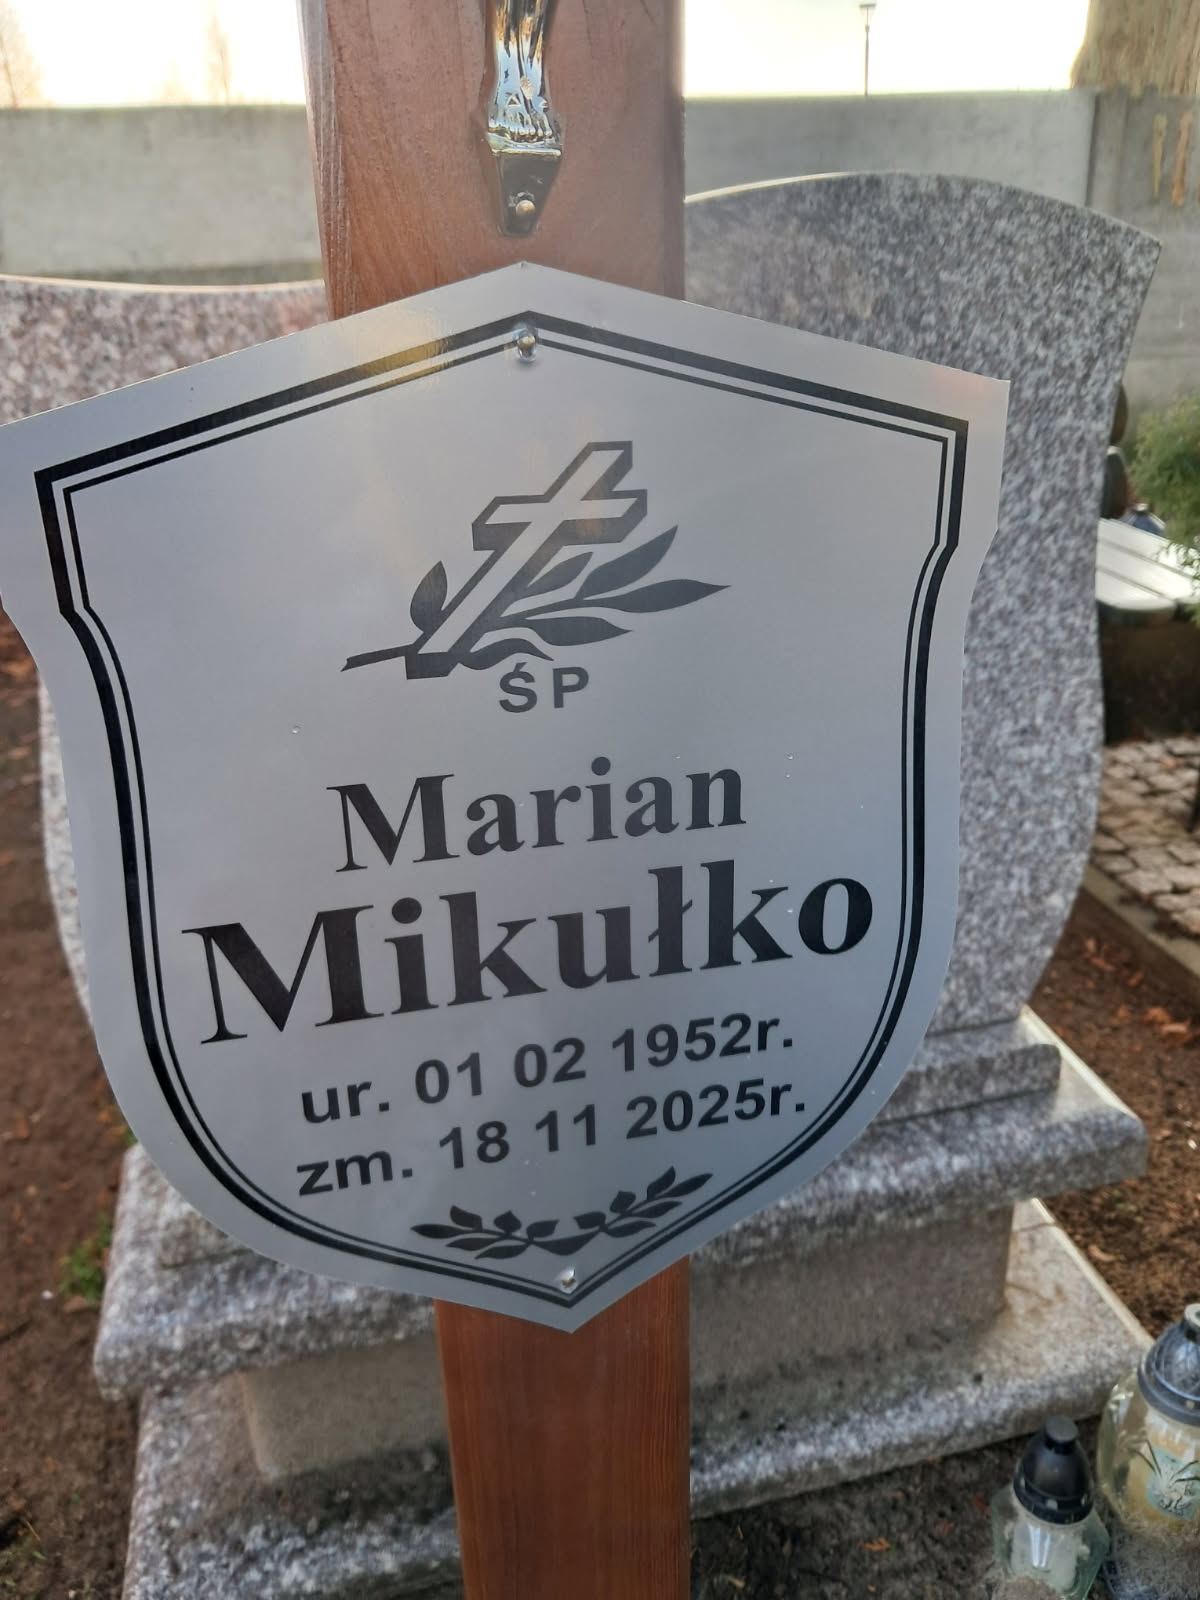 ŚP
Marian
Mikułko
ur. 01 02 1952r.
zm. 18 11 2025r.